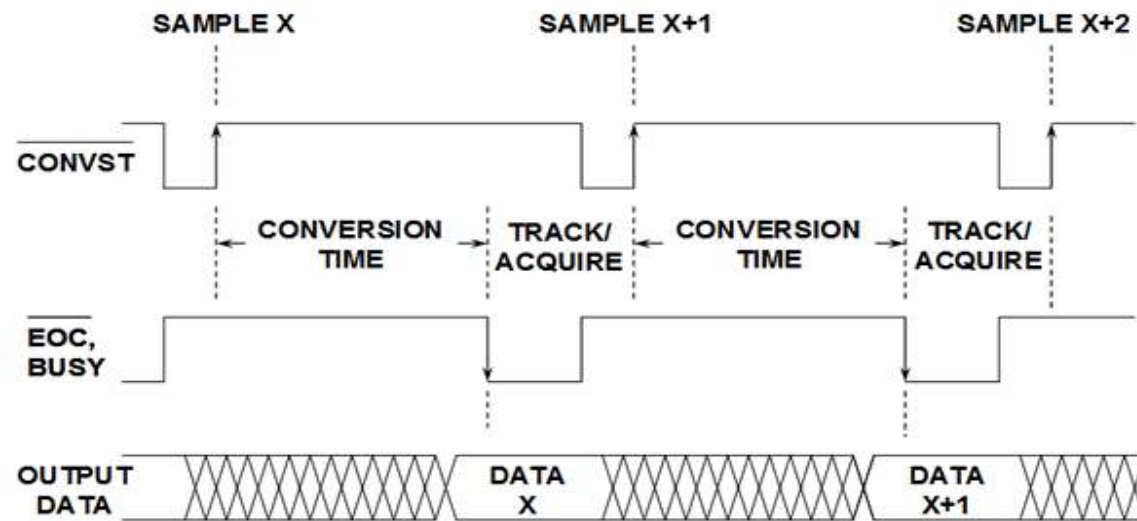 SAMPLE X
SAMPLE X+1
SAMPLE X+2
CONVST
CONVERSION
TIME
TRACK/
ACQUIRE
CONVERSION
TIME
TRACK/
ACQUIRE
EOC,
BUSY
OUTPUT
DATA
DATA
X
DATA
X+1